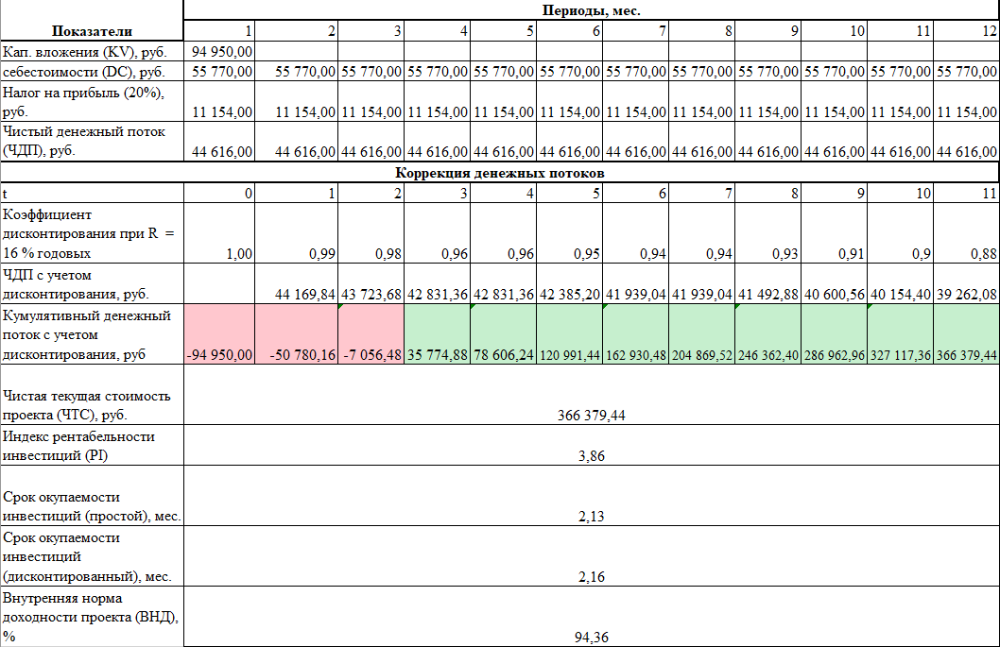 Показатели
Периоды, мес.
1 2 3 4 5 6 7 8 9 10 11 12
Кап. вложения (KV), руб. 94 950,00
себестоимости (DC), руб. 55 770,00 55 770,00 55 770,00 55 770,00 55 770,00 55 770,00 55 770,00 55 770,00 55 770,00 55 770,00 55 770,00 55 770,00
Налог на прибыль (20%),
руб. 11 154,00 11 154,00 11 154,00 11 154,00 11 154,00 11 154,00 11 154,00 11 154,00 11 154,00 11 154,00 11 154,00 11 154,00
Чистый денежный поток
(ЧДП), руб. 44 616,00 44 616,00 44 616,00 44 616,00 44 616,00 44 616,00 44 616,00 44 616,00 44 616,00 44 616,00 44 616,00 44 616,00
Коррекция денежных потоков
t 0 1 2 3 4 5 6 7 8 9 10 11
Коэффициент
дисконтирования при R =
16 % годовых 1,00 0,99 0,98 0,96 0,96 0,95 0,94 0,94 0,93 0,91 0,9 0,88
ЧДП с учетом
дисконтирования, руб. 44 169,84 43 723,68 42 831,36 42 831,36 42 385,20 41 939,04 41 939,04 41 492,88 40 600,56 40 154,40 39 262,08
Кумулятивный денежный
поток с учетом
дисконтирования, руб -94 950,00 -50 780,16 -7 056,48 35 774,88 78 606,24 120 991,44 162 930,48 204 869,52 246 362,40 286 962,96 327 117,36 366 379,44
Чистая текущая стоимость
проекта (ЧТС), руб. 366 379,44
Индекс рентабельности
инвестиций (PI) 3,86
Срок окупаемости
инвестиций (простой), мес. 2,13
Срок окупаемости
инвестиций
(дисконтированный), мес. 2,16
Внутренняя норма
доходности проекта (ВНД),
% 94,36